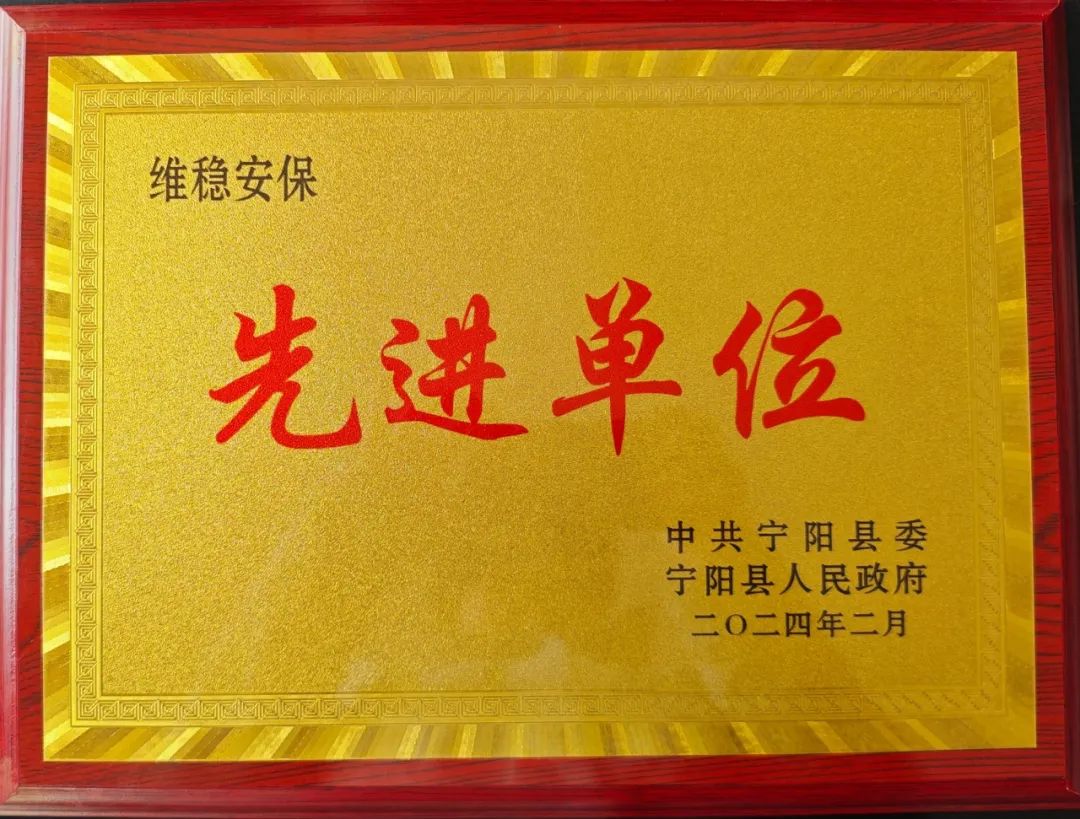 维稳安保
先进单位
中共宁阳县委
宁阳县人民政府
二〇二四年二月